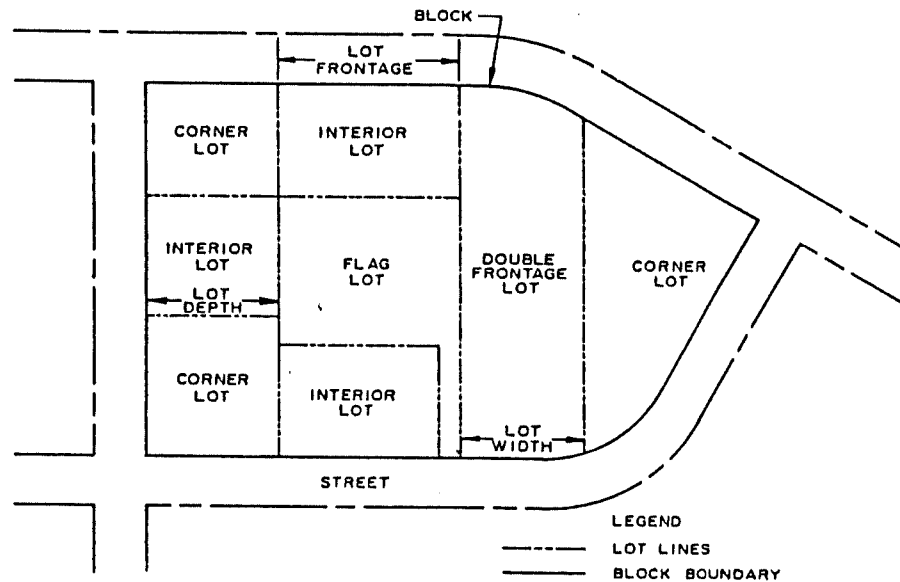 BLOCK
LOT
FRONTAGE
CORNER
LOT
INTERIOR
LOT
INTERIOR
LOT
LOT
DEPTH
FLAG
LOT
DOUBLE
FRONTAGE
LOT
CORNER
LOT
CORNER
LOT
INTERIOR
LOT
LOT
WIDTH
STREET
LEGEND
LOT LINES
BLOCK BOUNDARY